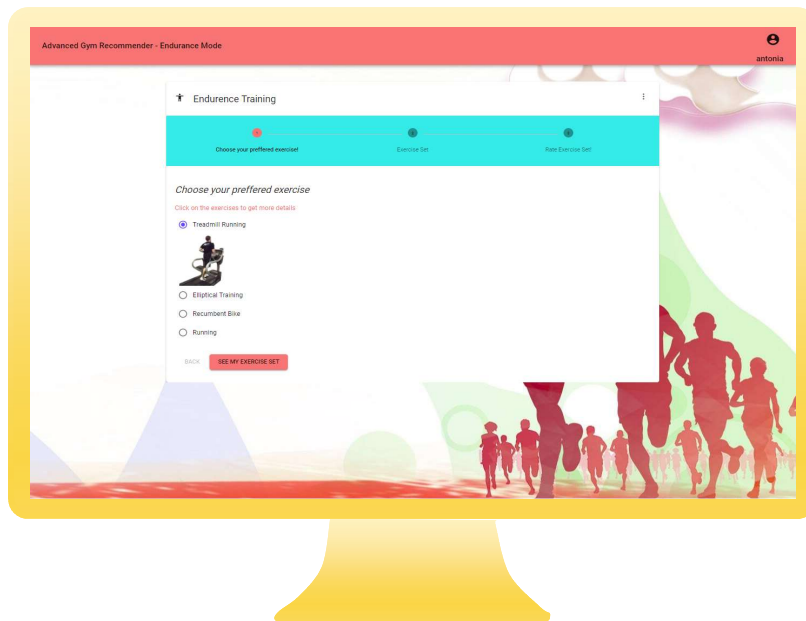 Advanced Gym Recommender - Endurance Mode
antonia
Endurence Training
Choose your preffered exercise!
Exercise Set
Rate Exercise Set!
Choose your preffered exercise
Click on the exercises to get more details
Treadmill Running
Elliptical Training
Recumbent Bike
Running
BACK
SEE MY EXERCISE SET